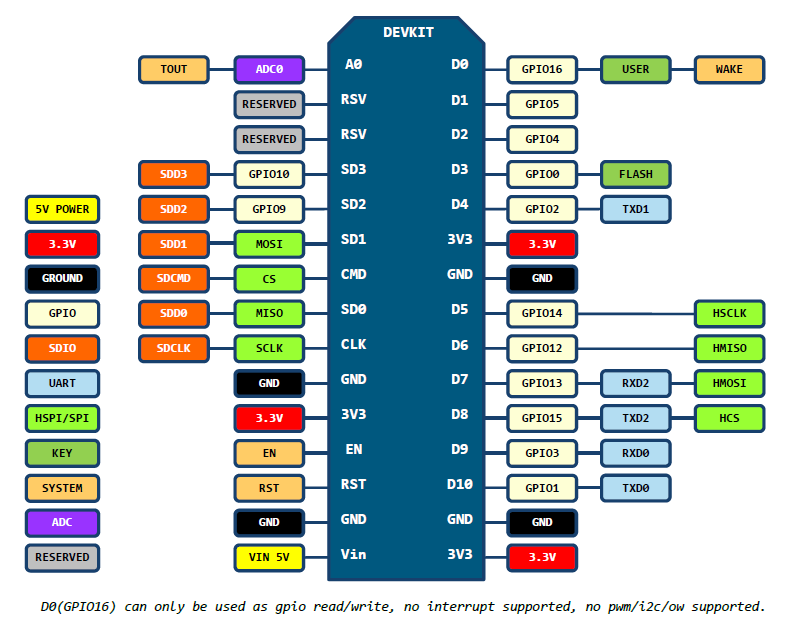 DEVKIT
TOUT ADC0 A0 D0 GPIO16 USER WAKE
RESERVED RSV D1 GPIO5
RESERVED RSV D2 GPIO4
SDD3 GPIO10 SD3 D3 GPIO0 FLASH
5V POWER SDD2 GPIO9 SD2 D4 GPIO2 TXD1
3.3V SDD1 MOSI SD1 3V3 3.3V
GROUND SDCMD CS CMD GND GND
GPIO SDD0 MISO SD0 D5 GPIO14 HSCLK
SDIO SDCLK SCLK CLK D6 GPIO12 HMISO
UART GND GND D7 GPIO13 RXD2 HMOSI
HSPI/SPI 3.3V 3V3 D8 GPIO15 TXD2 HCS
KEY EN EN D9 GPIO3 RXD0
SYSTEM RST RST D10 GPIO1 TXD0
ADC GND GND GND GND
RESERVED VIN 5V Vin 3V3 3.3V
D0(GPIO16) can only be used as gpio read/write, no interrupt supported, no pwm/i2c/ow supported.